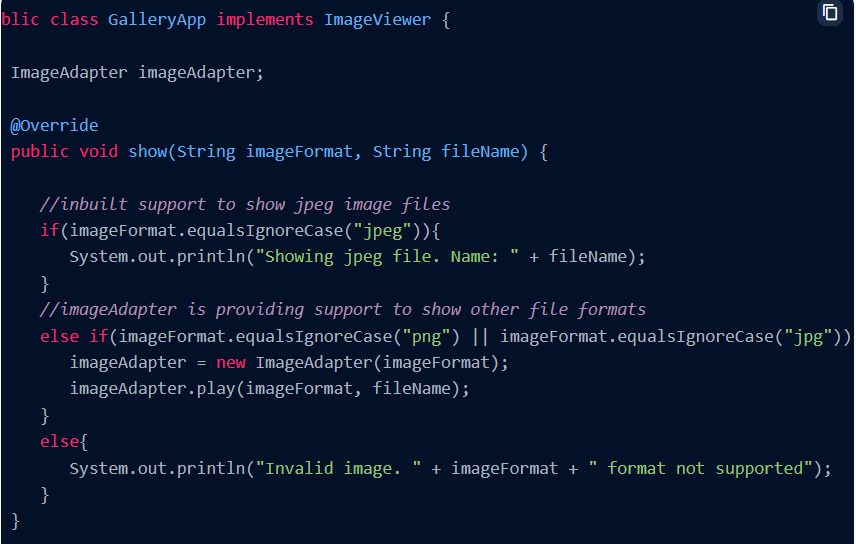 blic class GalleryApp implements ImageViewer {
ImageAdapter imageAdapter;
@Override
public void show(String imageFormat, String fileName) {
//inbuilt support to show jpeg image files
if(imageFormat.equalsIgnoreCase("jpeg")){
System.out.println("Showing jpeg file. Name: " + fileName);
}
//imageAdapter is providing support to show other file formats
else if(imageFormat.equalsIgnoreCase("png") || imageFormat.equalsIgnoreCase("jpg"))
imageAdapter = new ImageAdapter(imageFormat);
imageAdapter.play(imageFormat, fileName);
}
else{
System.out.println("Invalid image. " + imageFormat + " format not supported");
}
}